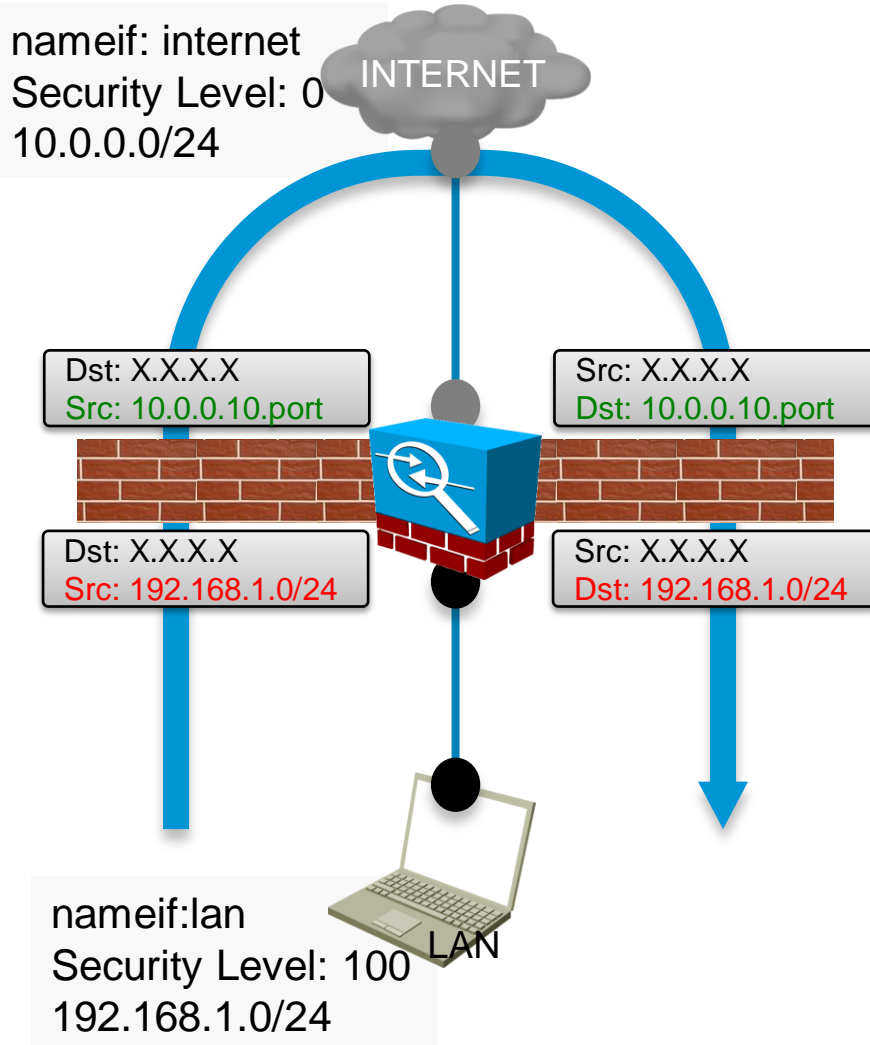 nameif: internet
Security Level: 0
10.0.0.0/24
INTERNET
Dst: X.X.X.X
Src: 10.0.0.10.port
Src: X.X.X.X
Dst: 10.0.0.10.port
Dst: X.X.X.X
Src: 192.168.1.0/24
Src: X.X.X.X
Dst: 192.168.1.0/24
LAN
nameif:lan
Security Level: 100
192.168.1.0/24